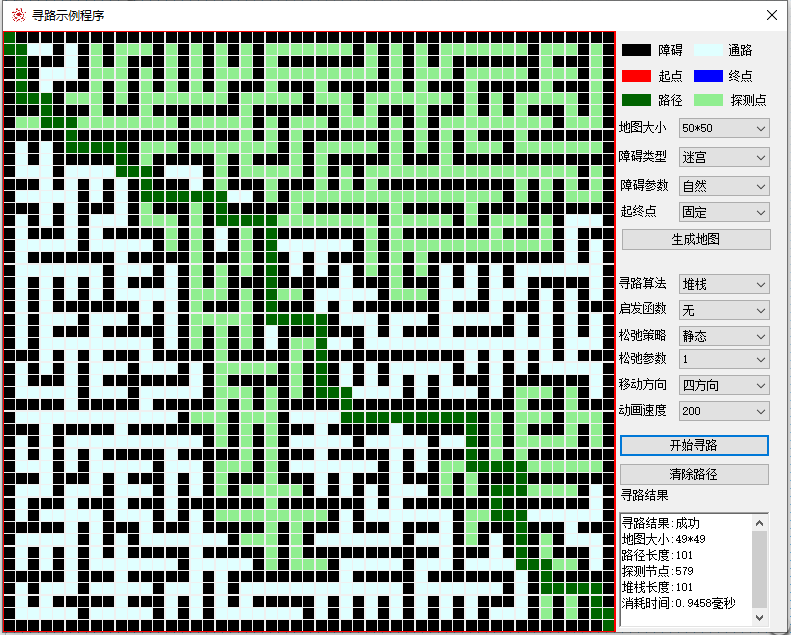 寻路示例程序
障碍 通路
起点 终点
路径 探测点
地图大小 50*50
障碍类型 迷宫
障碍参数 自然
起终点 固定
生成地图
寻路算法 堆栈
启发函数 无
松弛策略 静态
松弛参数 1
移动方向 四方向
动画速度 200
开始寻路
清除路径
寻路结果
寻路结果:成功
地图大小:49*49
路径长度:101
探测节点:579
堆栈长度:101
消耗时间:0.9458毫秒